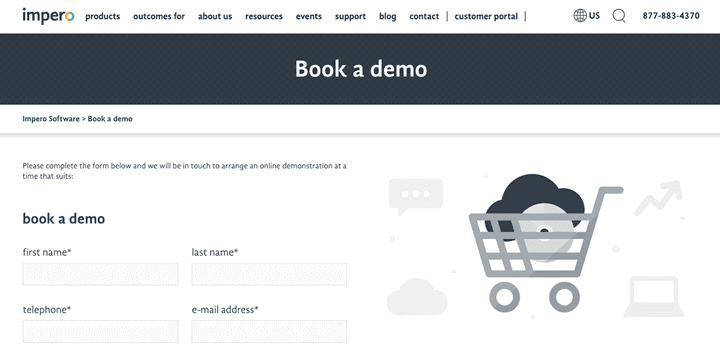 impero products outcomes for about us resources events support blog contact | customer portal | US 877-883-4370
Book a demo
Impero Software > Book a demo
Please complete the form below and we will be in touch to arrange an online demonstration at a
time that suits:
book a demo
first name* last name*
telephone* e-mail address*